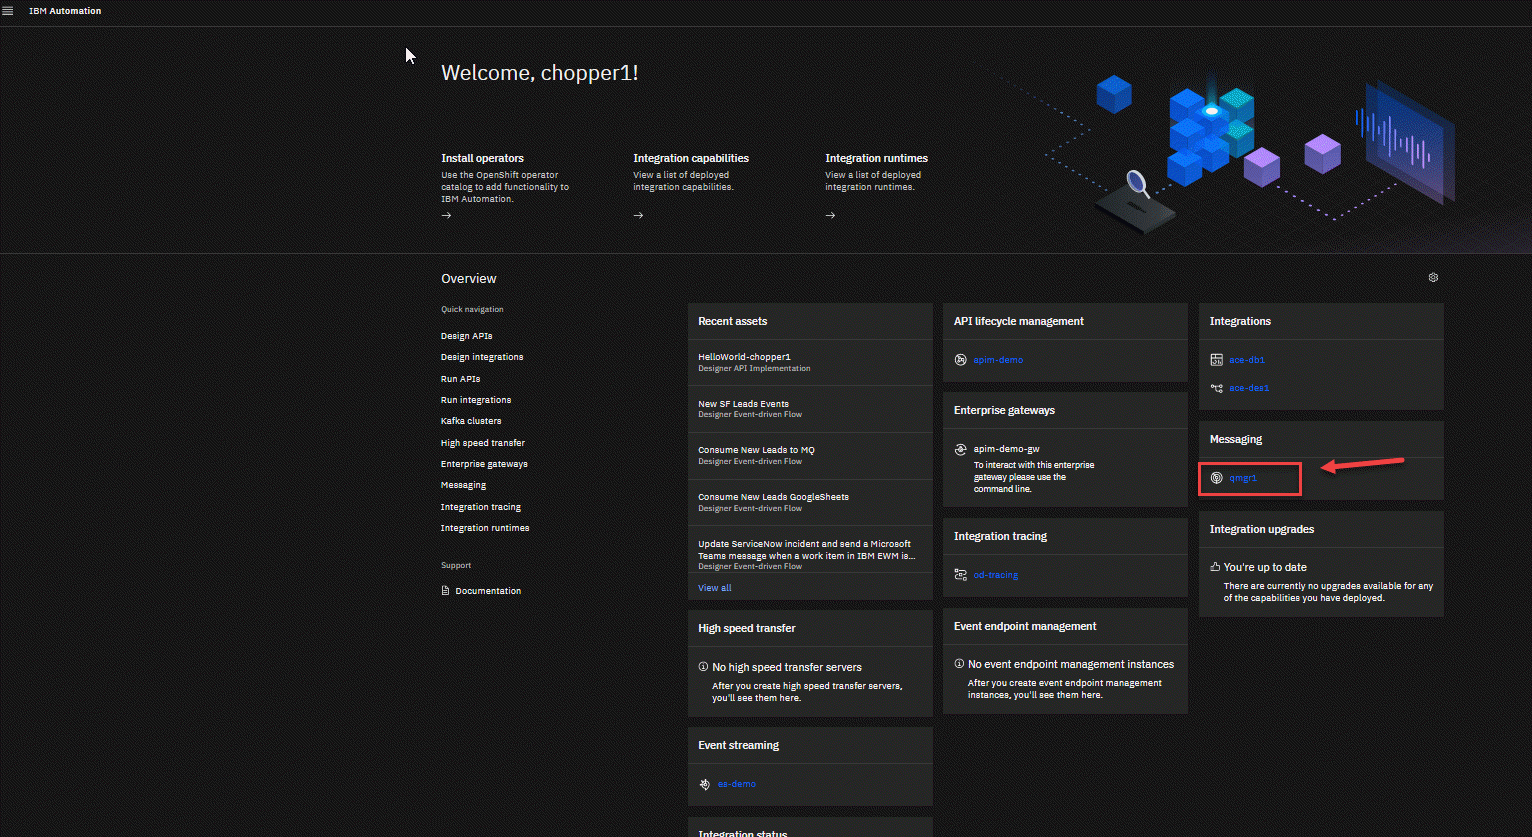 IBM Automation
Welcome, chopper1!
Install operators
Use the OpenShift operator
catalog to add functionality to
IBM Automation.
Integration capabilities
View a list of deployed
integration capabilities.
Integration runtimes
View a list of deployed
integration runtimes.
Overview
Quick navigation
Design APIs
Design integrations
Run APIs
Run integrations
Kafka clusters
High speed transfer
Enterprise gateways
Messaging
Integration tracing
Integration runtimes
Support
Documentation
Recent assets
HelloWorld-chopper1
Designer API Implementation
New SF Leads Events
Designer Event-driven Flow
Consume New Leads to MQ
Designer Event-driven Flow
Consume New Leads GoogleSheets
Designer Event-driven Flow
Update ServiceNow incident and send a Microsoft
Teams message when a work item in IBM EWM is...
Designer Event-driven Flow
View all
High speed transfer
No high speed transfer servers
After you create high speed transfer servers,
you'll see them here.
Event streaming
es-demo
Integration status
API lifecycle management
apim-demo
Enterprise gateways
apim-demo-gw
To interact with this enterprise
gateway please use the
command line.
Integration tracing
od-tracing
Event endpoint management
No event endpoint management instances
After you create event endpoint management
instances, you'll see them here.
Integrations
ace-db1
ace-des1
Messaging
qmgr1
Integration upgrades
You're up to date
There are currently no upgrades available for any
of the capabilities you have deployed.